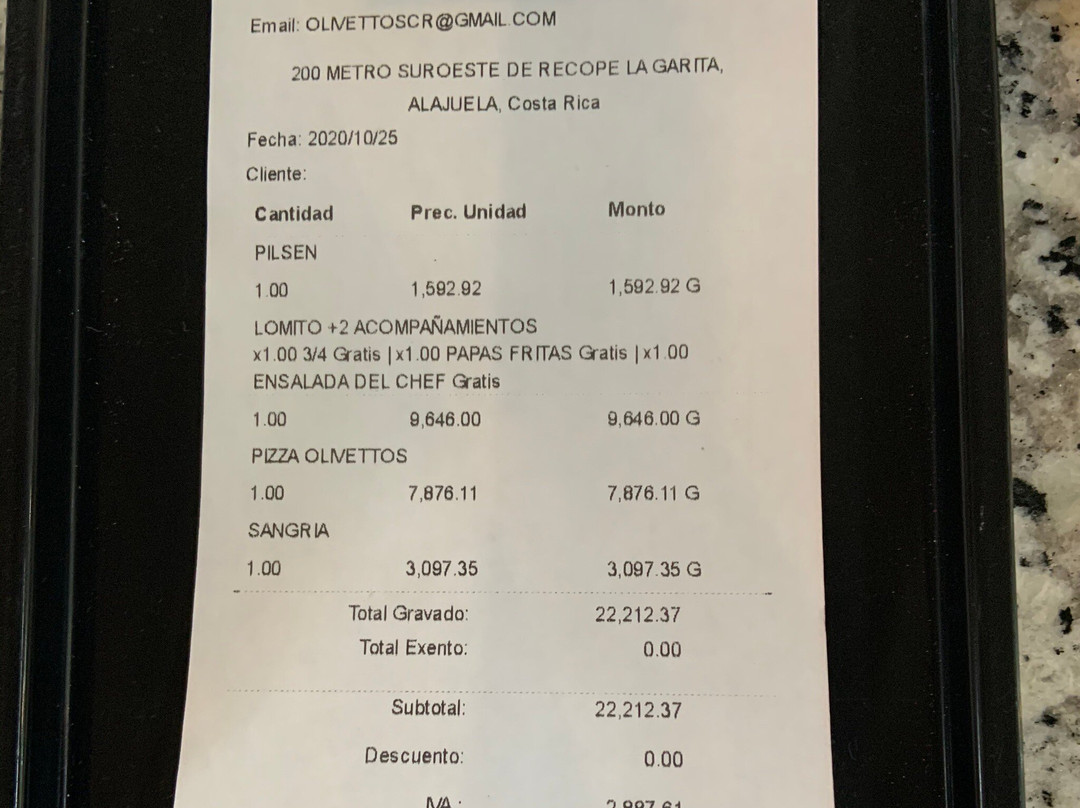 Email: OLIVETTOSCR@GMAIL.COM
200 METRO SUROESTE DE RECOPE LA GARITA,
ALAJUELA, Costa Rica
Fecha: 2020/10/25
Cliente:
Cantidad Prec. Unidad Monto
PILSEN
1.00 1,592.92 1,592.92 G
LOMITO +2 ACOMPAÑAMIENTOS
x1.00 3/4 Gratis | x1.00 PAPAS FRITAS Gratis | x1.00
ENSALADA DEL CHEF Gratis
1.00 9,646.00 9,646.00 G
PIZZA OLIVETTOS
1.00 7,876.11 7,876.11 G
SANGRIA
1.00 3,097.35 3,097.35 G
Total Gravado: 22,212.37
Total Exento: 0.00
Subtotal: 22,212.37
Descuento: 0.00
IVA : 2,887.61